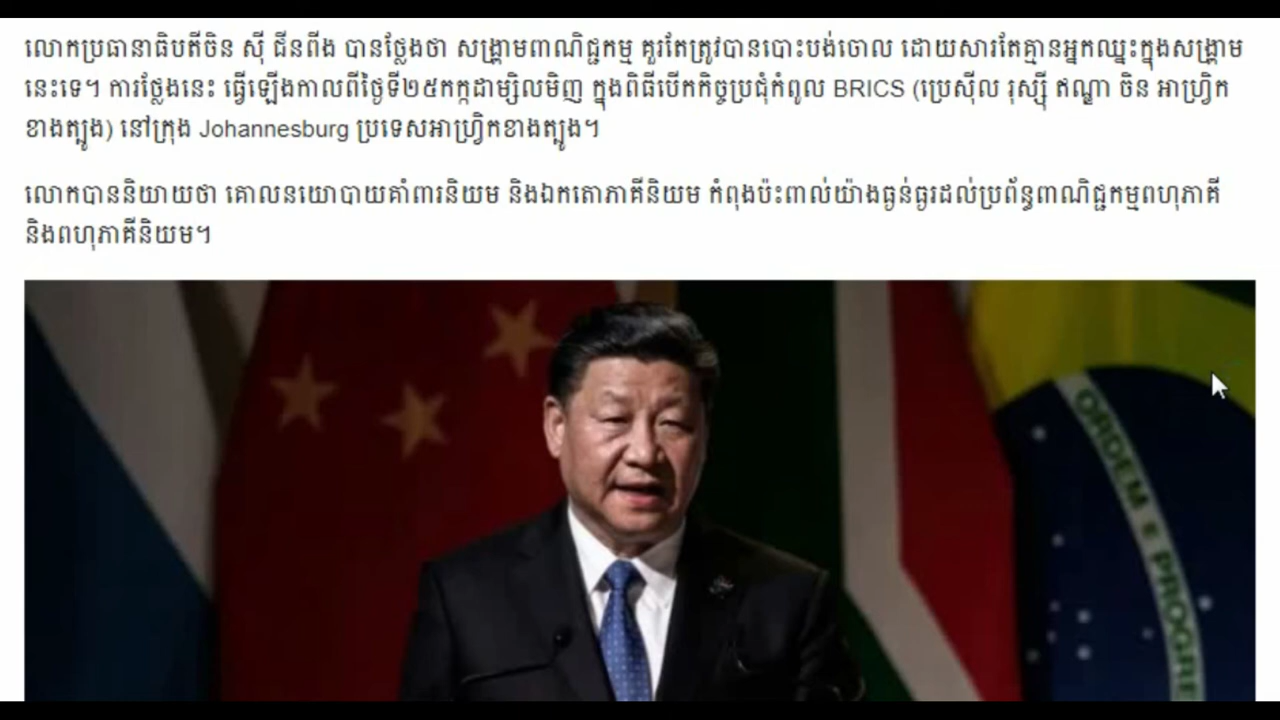 លោកប្រធានាធិបតីចិន ស៊ី ជីនពីង បានថ្លែងថា សង្គ្រាមពាណិជ្ជកម្ម គួរតែត្រូវបានបោះបង់ចោល ដោយសារតែគ្មានអ្នកឈ្នះក្នុងសង្គ្រាម
នេះទេ។ ការថ្លែងនេះ ធ្វើឡើងកាលពីថ្ងៃទី២៥កក្កដាម្សិលមិញ ក្នុងពិធីបើកកិច្ចប្រជុំកំពូល BRICS (ប្រេស៊ីល រុស្ស៊ី ឥណ្ឌា ចិន អាហ្វ្រិក
ខាងត្បូង) នៅក្រុង Johannesburg ប្រទេសអាហ្វ្រិកខាងត្បូង។
លោកបាននិយាយថា គោលនយោបាយគាំពារនិយម និងឯកតោភាគីនិយម កំពុងប៉ះពាល់យ៉ាងធ្ងន់ធ្ងរដល់ប្រព័ន្ធពាណិជ្ជកម្មពហុភាគី
និងពហុភាគីនិយម។
ORDEM E PROGRE